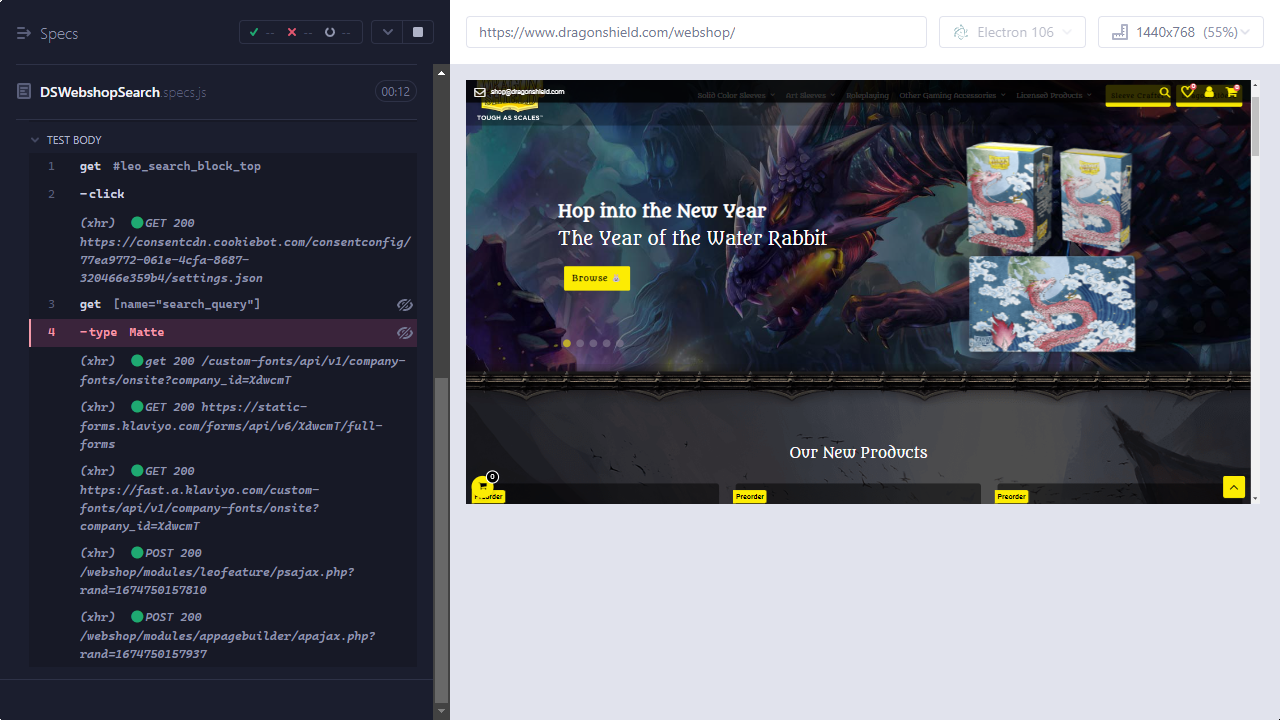 Specs
-- -- --
DSWebshopSearch.specs.js
00:12
TEST BODY
1 get #leo_search_block_top
2 -click
(xhr) GET 200
https://consentcdn.cookiebot.com/consentconfig/
77ea9772-061e-4cfa-8687-
320466e359b4/settings.json
3 get [name="search_query"]
4 -type Matte
(xhr) get 200 /custom-fonts/api/v1/company-
fonts/onsite?company_id=XdwcmT
(xhr) GET 200 https://static-
forms.klaviyo.com/forms/api/v6/XdwcmT/full-
forms
(xhr) GET 200
https://fast.a.klaviyo.com/custom-
fonts/api/v1/company-fonts/onsite?
company_id=XdwcmT
(xhr) POST 200
/webshop/modules/leofeature/psajax.php?
rand=1674750157810
(xhr) POST 200
/webshop/modules/appagebuilder/apajax.php?
rand=1674750157937
https://www.dragonshield.com/webshop/
Electron 106
1440x768 (55%)
shop@dragonshield.com
TOUGH AS SCALES
Solid Color Sleeves Art Sleeves Roleplaying Other Gaming Accessories Licensed Products
Hop into the New Year
The Year of the Water Rabbit
Browse
Our New Products
0
Preorder Preorder Preorder